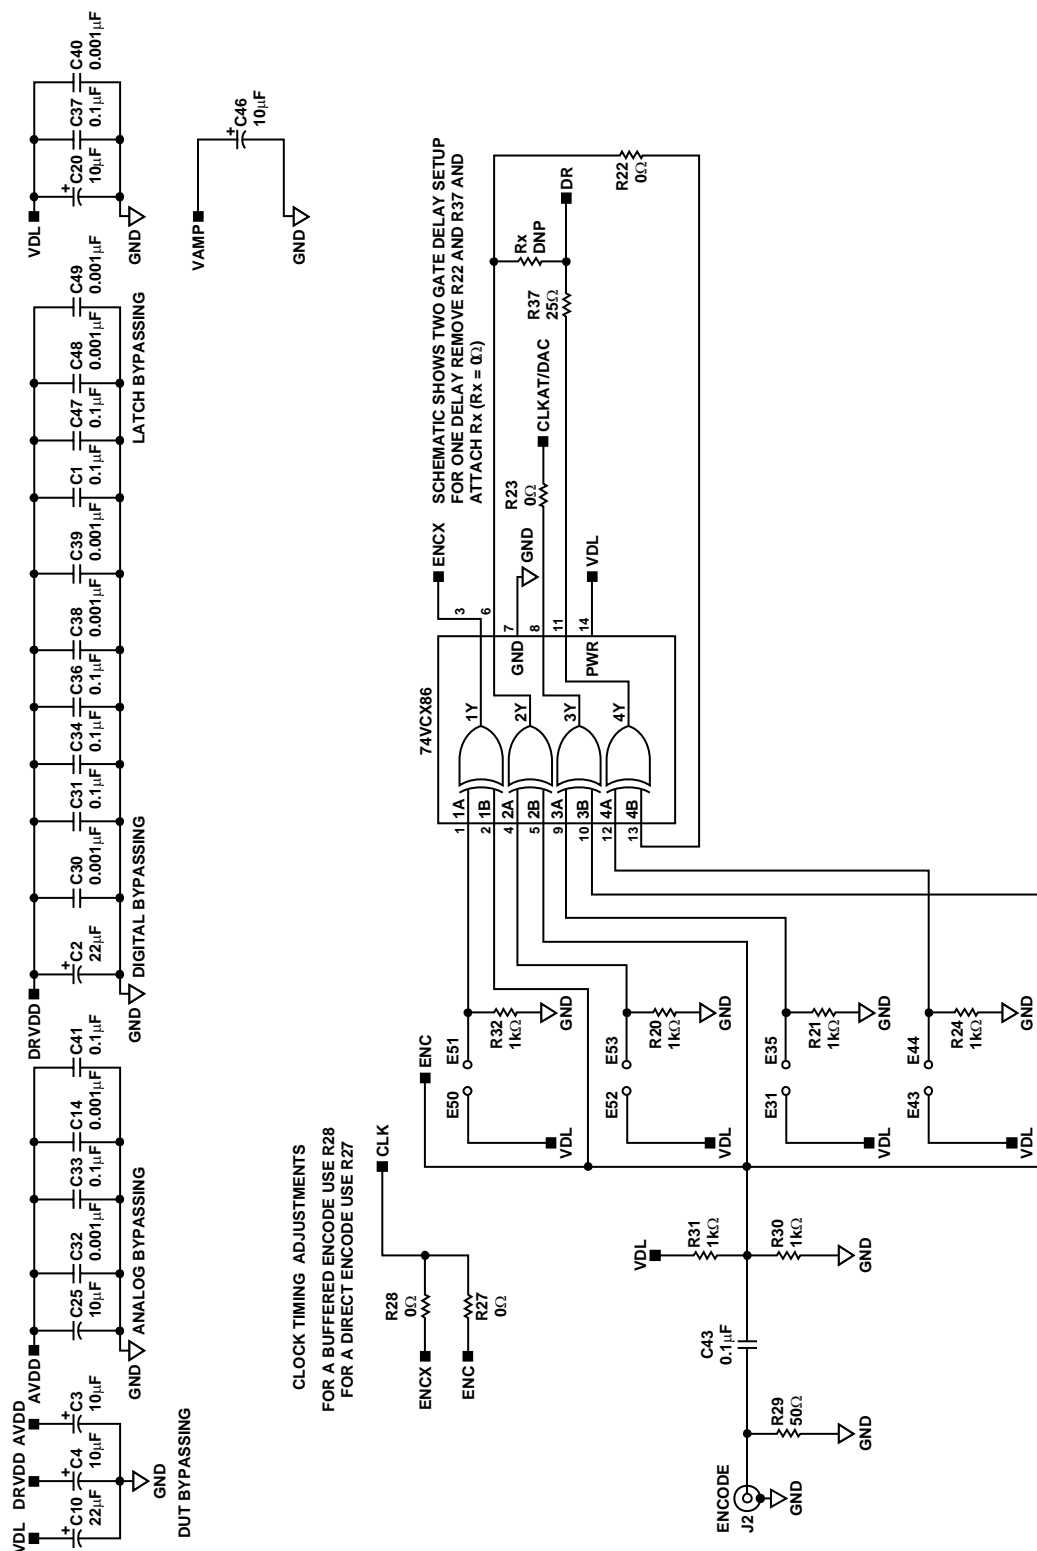 VDL
C20
10μF
C37
0.1μF
C40
0.001μF
GND
VAMP
C46
10μF
GND
DRVDD
C2
22μF
C30
0.001μF
C31
0.1μF
C34
0.1μF
C36
0.1μF
C38
0.001μF
C39
0.001μF
C1
0.1μF
C47
0.1μF
C48
0.001μF
C49
0.001μF
GND
DIGITAL BYPASSING
LATCH BYPASSING
AVDD
C25
10μF
C32
0.001μF
C33
0.1μF
C14
0.001μF
C41
0.1μF
GND
ANALOG BYPASSING
VDL
DRVDD
AVDD
C10
22μF
C4
10μF
C3
10μF
GND
DUT BYPASSING
CLOCK TIMING ADJUSTMENTS
FOR A BUFFERED ENCODE USE R28
FOR A DIRECT ENCODE USE R27
CLK
R28
0Ω
ENCX
R27
0Ω
ENC
SCHEMATIC SHOWS TWO GATE DELAY SETUP
FOR ONE DELAY REMOVE R22 AND R37 AND
ATTACH Rx (Rx = 0Ω)
ENCX
74VCX86
1
1A
2
1B
4
2A
5
2B
9
3A
10
3B
12
4A
13
4B
1Y
2Y
3Y
4Y
3
6
7
GND
8
11
14
PWR
GND
VDL
R23
0Ω
CLKAT/DAC
R37
25Ω
Rx
DNP
DR
R22
0Ω
ENC
E50
E51
VDL
R32
1kΩ
GND
E52
E53
VDL
R20
1kΩ
GND
E31
E35
VDL
R21
1kΩ
GND
E43
E44
VDL
R24
1kΩ
GND
VDL
R31
1kΩ
R30
1kΩ
GND
C43
0.1μF
R29
50Ω
GND
ENCODE
J2
GND